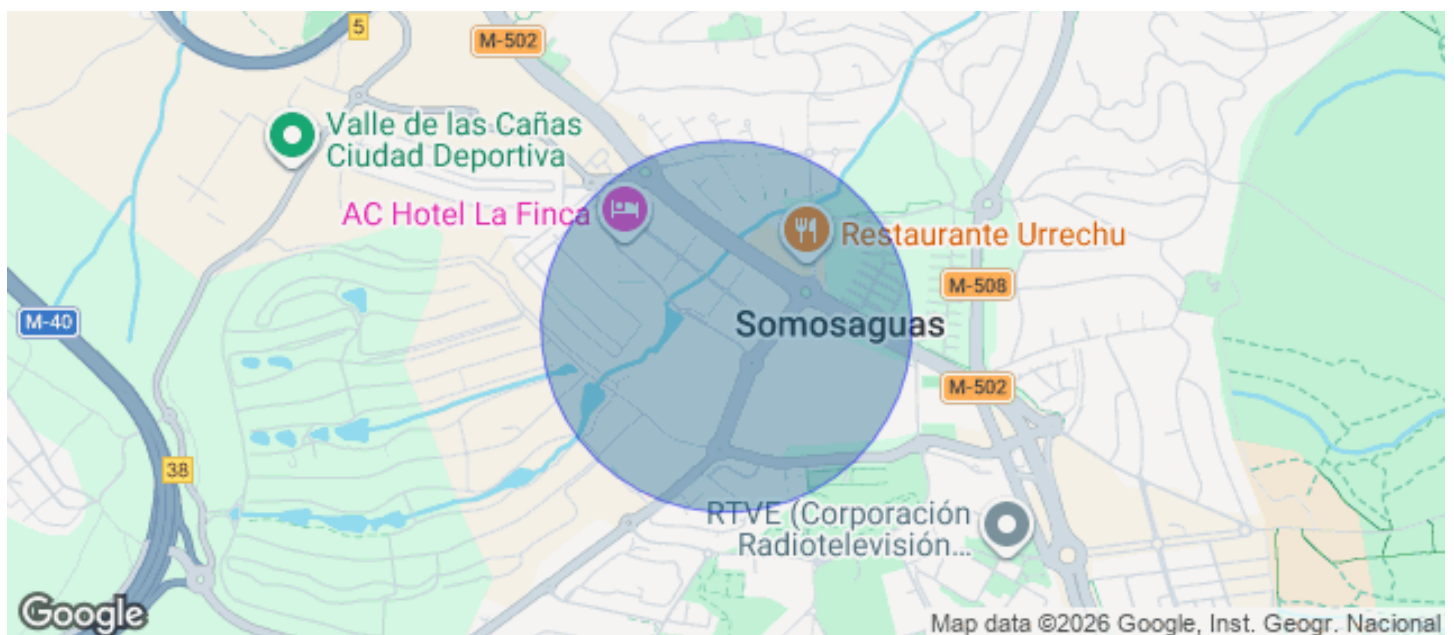 5
M-502
Valle de las Cañas
Ciudad Deportiva
AC Hotel La Finca
Restaurante Urrechu
M-508
M-40
Somosaguas
M-502
38
RTVE (Corporación
Radiotelevisión...
Google
Map data ©2026 Google, Inst. Geogr. Nacional